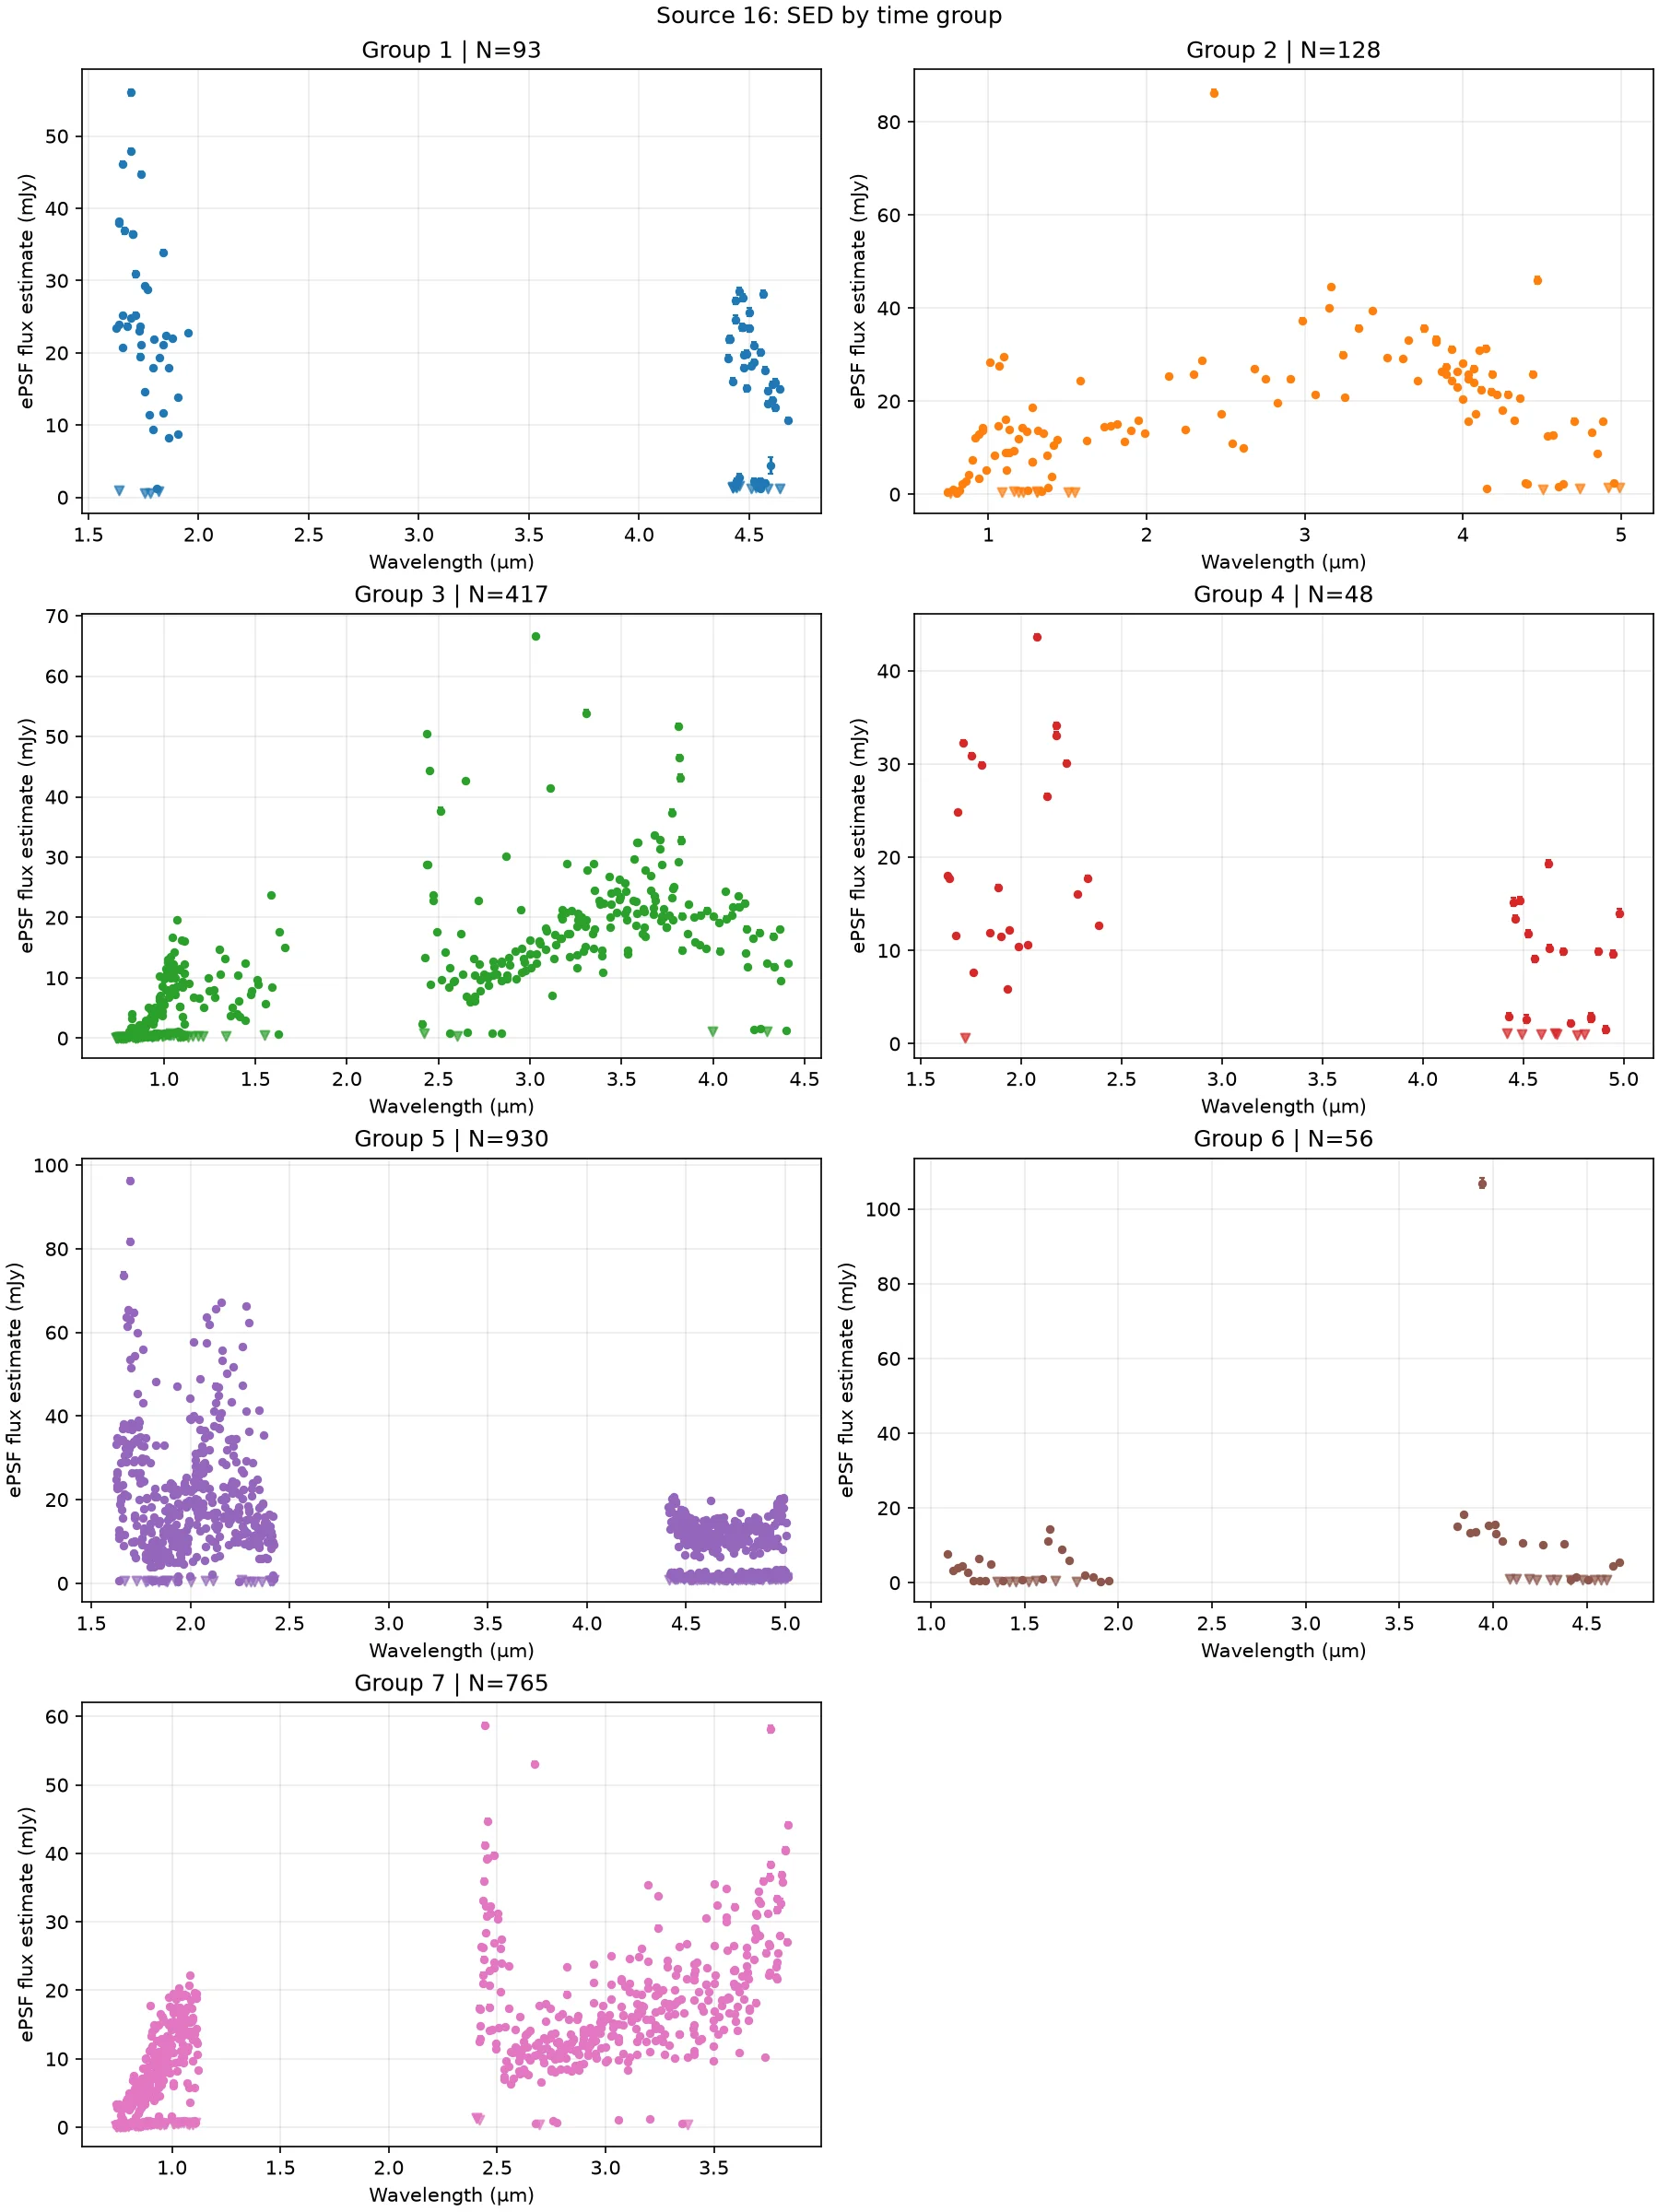 Source 16: SED by time group
Group 1 | N=93
50
40
30
20
10
0
1.5 2.0 2.5 3.0 3.5 4.0 4.5
ePSF flux estimate (mJy)
Wavelength (µm)
Group 2 | N=128
80
60
40
20
0
1 2 3 4 5
ePSF flux estimate (mJy)
Wavelength (µm)
Group 3 | N=417
70
60
50
40
30
20
10
0
1.0 1.5 2.0 2.5 3.0 3.5 4.0 4.5
ePSF flux estimate (mJy)
Wavelength (µm)
Group 4 | N=48
40
30
20
10
0
1.5 2.0 2.5 3.0 3.5 4.0 4.5 5.0
ePSF flux estimate (mJy)
Wavelength (µm)
Group 5 | N=930
100
80
60
40
20
0
1.5 2.0 2.5 3.0 3.5 4.0 4.5 5.0
ePSF flux estimate (mJy)
Wavelength (µm)
Group 6 | N=56
100
80
60
40
20
0
1.0 1.5 2.0 2.5 3.0 3.5 4.0 4.5
ePSF flux estimate (mJy)
Wavelength (µm)
Group 7 | N=765
60
50
40
30
20
10
0
1.0 1.5 2.0 2.5 3.0 3.5
ePSF flux estimate (mJy)
Wavelength (µm)